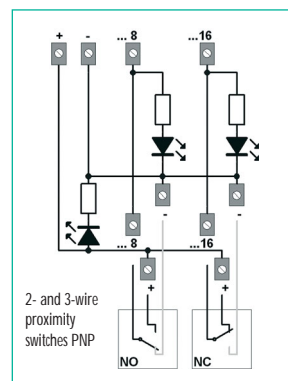 + - ... 8 ...16
- -
... 8 ...16
+ +
2- and 3-wire
proximity
switches PNP
NO NC